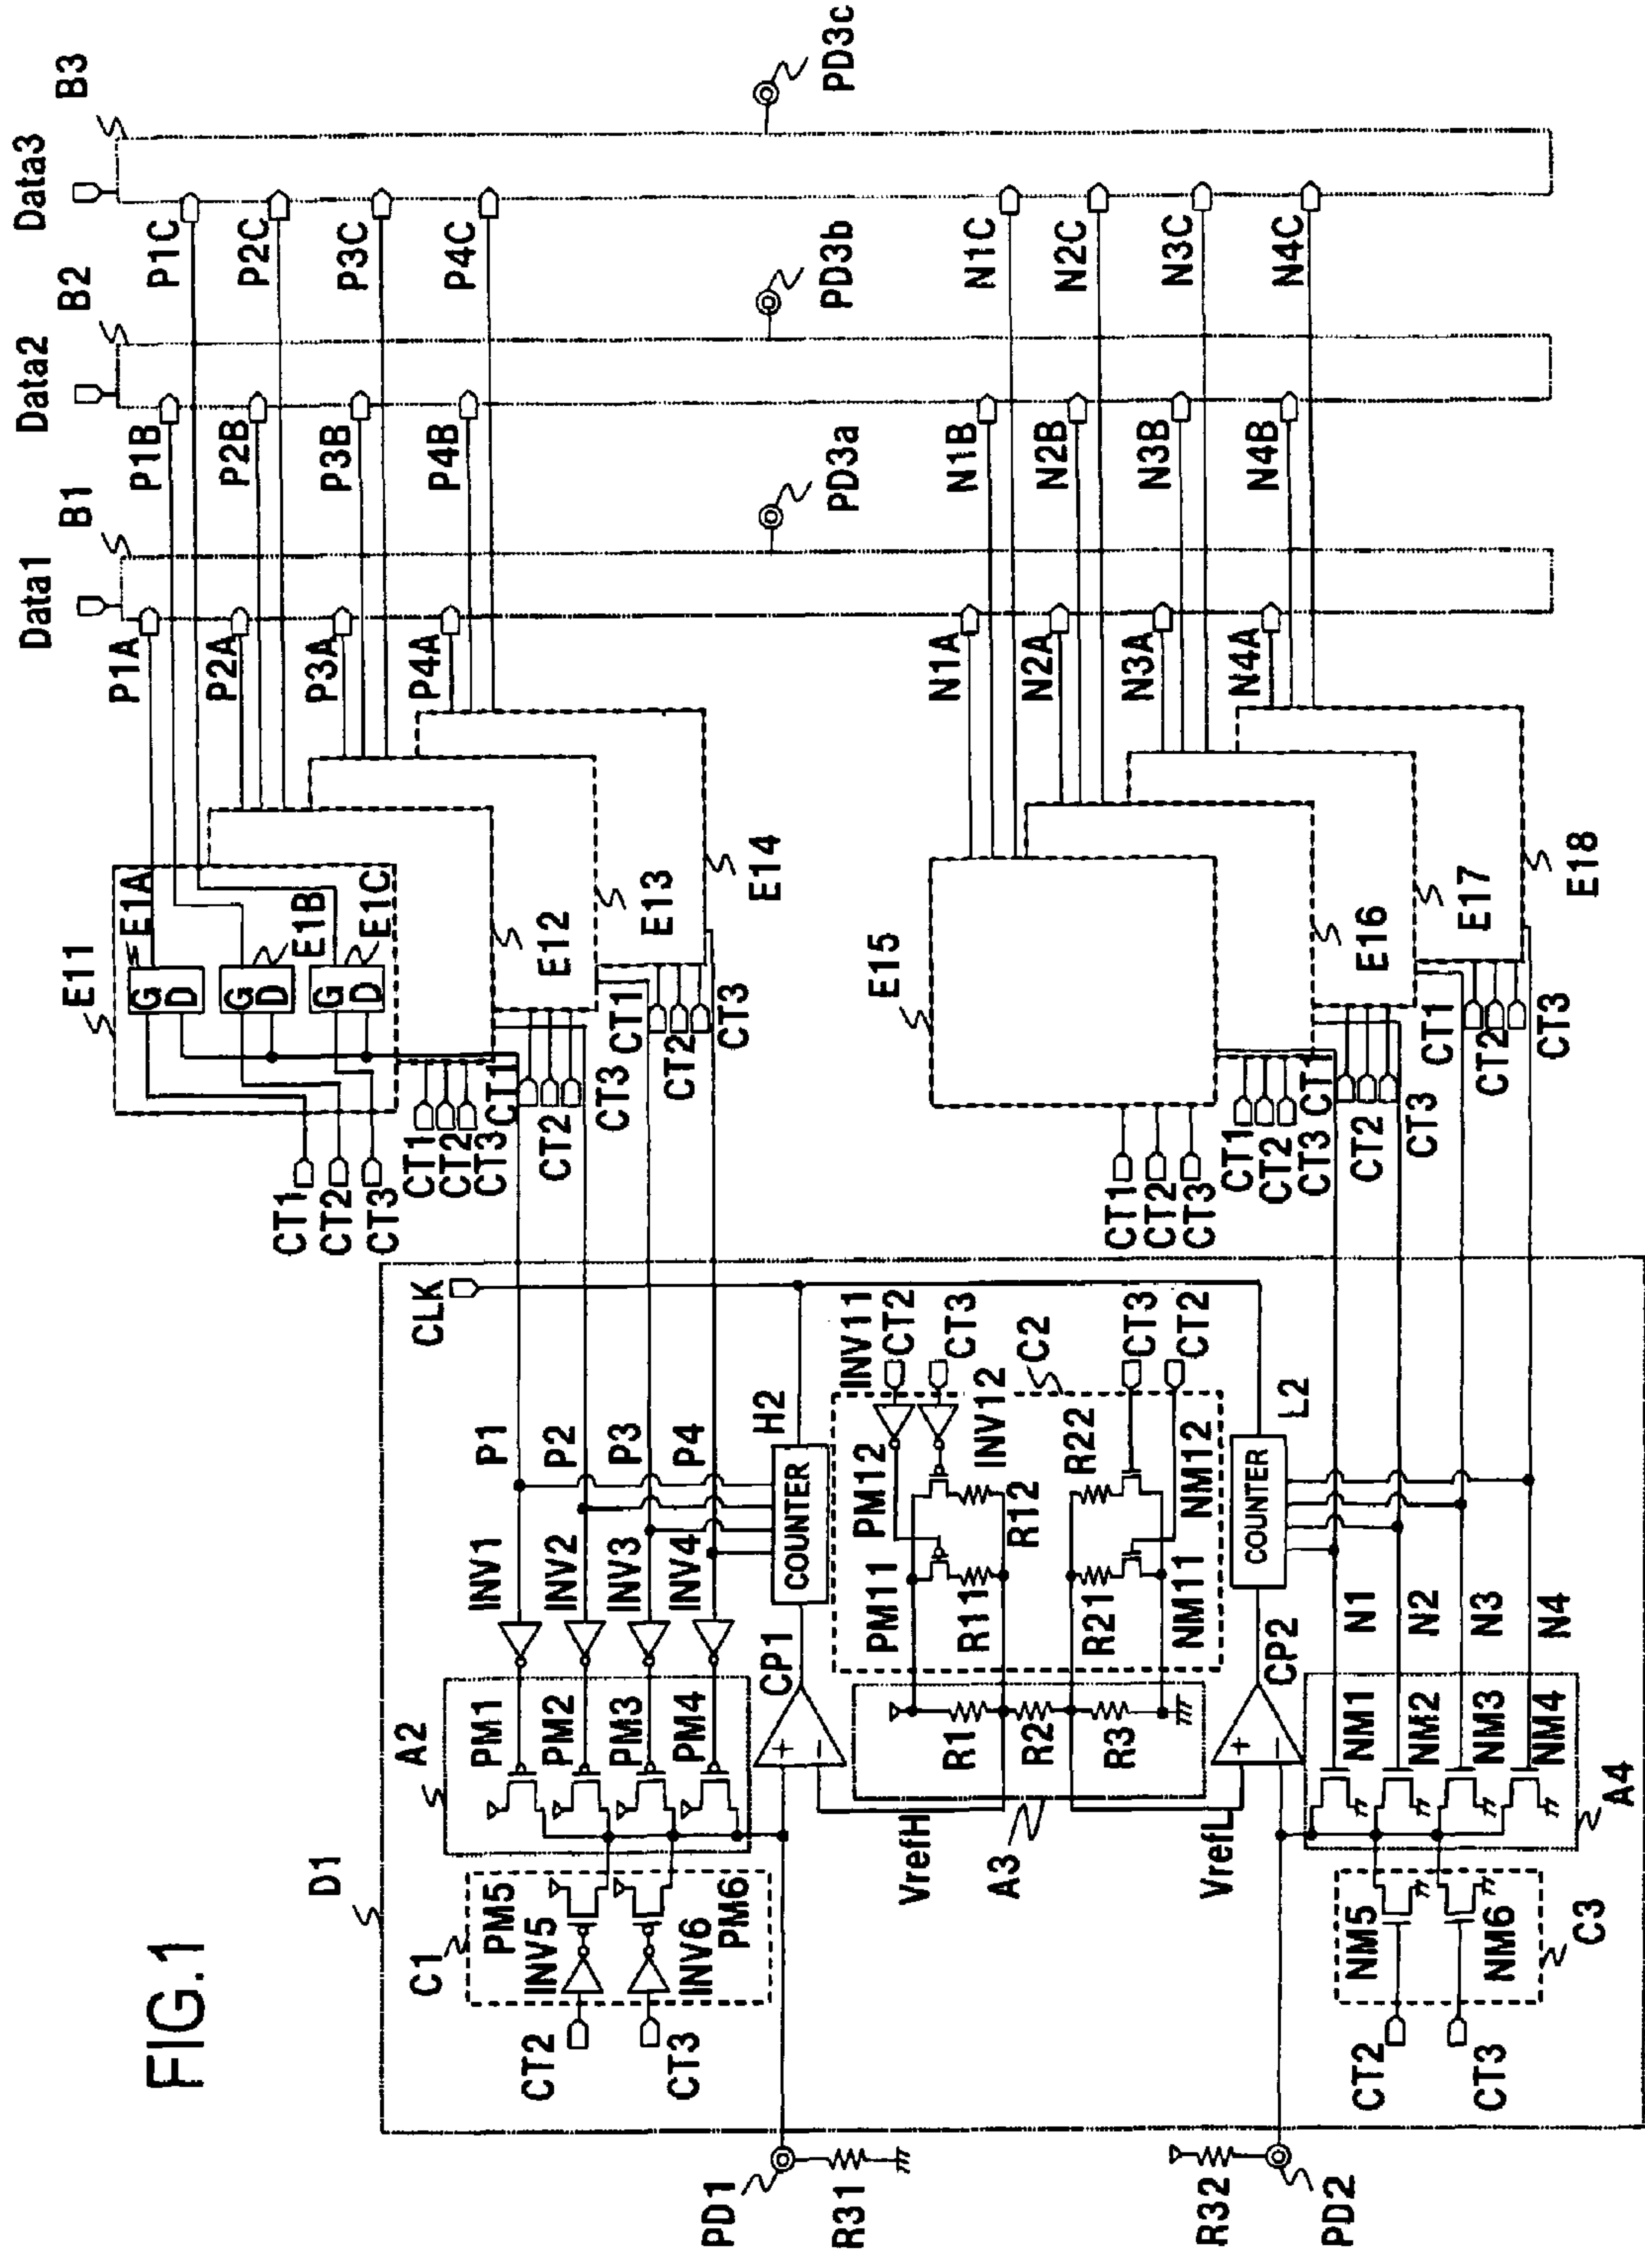 FIG.1
D1
C1
CT2
CT3
PM5
INV5
INV6
PM6
A2
PM1
PM2
PM3
PM4
INV1
INV2
INV3
INV4
P1
P2
P3
P4
CLK
H2
COUNTER
CP1
+
−
PD1
R31
VrefH
A3
R1
R2
R3
VrefL
C2
INV11
CT2
CT3
INV12
PM12
PM11
R11
R12
R22
R21
NM11
NM12
CT3
CT2
L2
COUNTER
CP2
+
−
R32
PD2
A4
NM1
NM2
NM3
NM4
N1
N2
N3
N4
C3
NM5
NM6
CT2
CT3
E11
G
D
E1A
G
D
E1B
G
D
E1C
CT1
CT2
CT3
E12
CT1
CT2
CT3
E13
CT1
CT2
CT3
E14
CT1
CT2
CT3
E15
CT1
CT2
CT3
E16
CT1
CT2
CT3
E17
CT1
CT2
CT3
E18
CT1
CT2
CT3
Data1
B1
P1A
P2A
P3A
P4A
PD3a
N1A
N2A
N3A
N4A
Data2
B2
P1B
P2B
P3B
P4B
PD3b
N1B
N2B
N3B
N4B
Data3
B3
P1C
P2C
P3C
P4C
PD3c
N1C
N2C
N3C
N4C